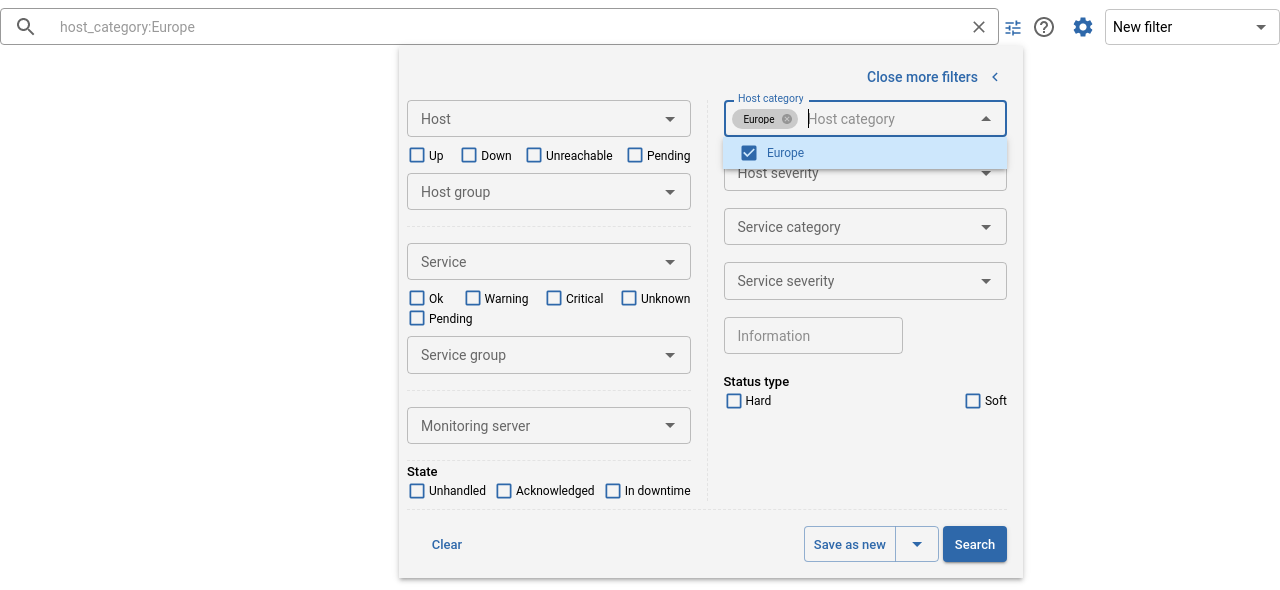 host_category:Europe
New filter
Close more filters
Host
Up Down Unreachable Pending
Host group
Service
Ok Warning Critical Unknown
Pending
Service group
Monitoring server
State
Unhandled Acknowledged In downtime
Host category
Europe Host category
Europe
Host severity
Service category
Service severity
Information
Status type
Hard Soft
Clear Save as new Search